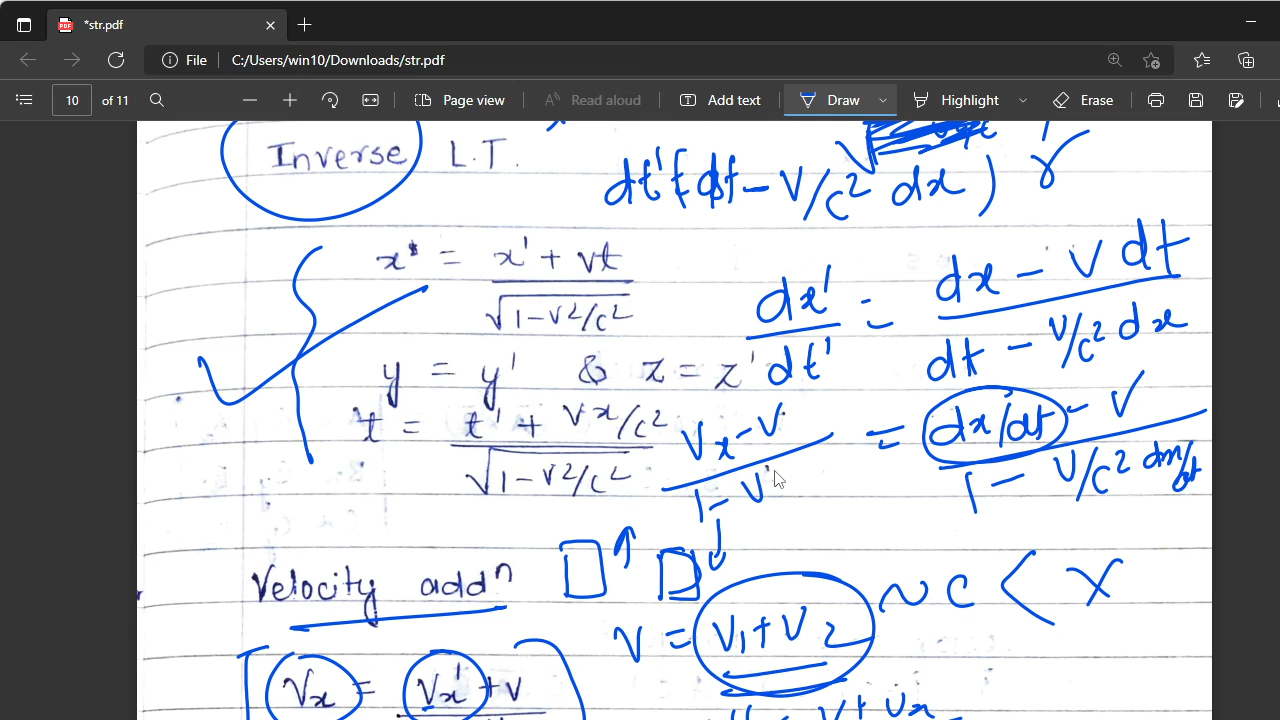 *str.pdf
File C:/Users/win10/Downloads/str.pdf
10 of 11 Page view Read aloud Add text Draw Highlight Erase
Inverse L.T.
dt' = (dt - V/c² dx) γ
x = x' + vt
√1-v²/c²
dx' = dx - v dt
dt' dt - V/c² dx
y = y' & z = z'
t = t' + vx/c²
√1-v²/c²
Vx - V = dx/dt - V
1 - V 1 - V/c² dx/dt
Velocity addⁿ
V = V₁ + V₂ ~ c < X
Vx = Vx' + V
V + Vx